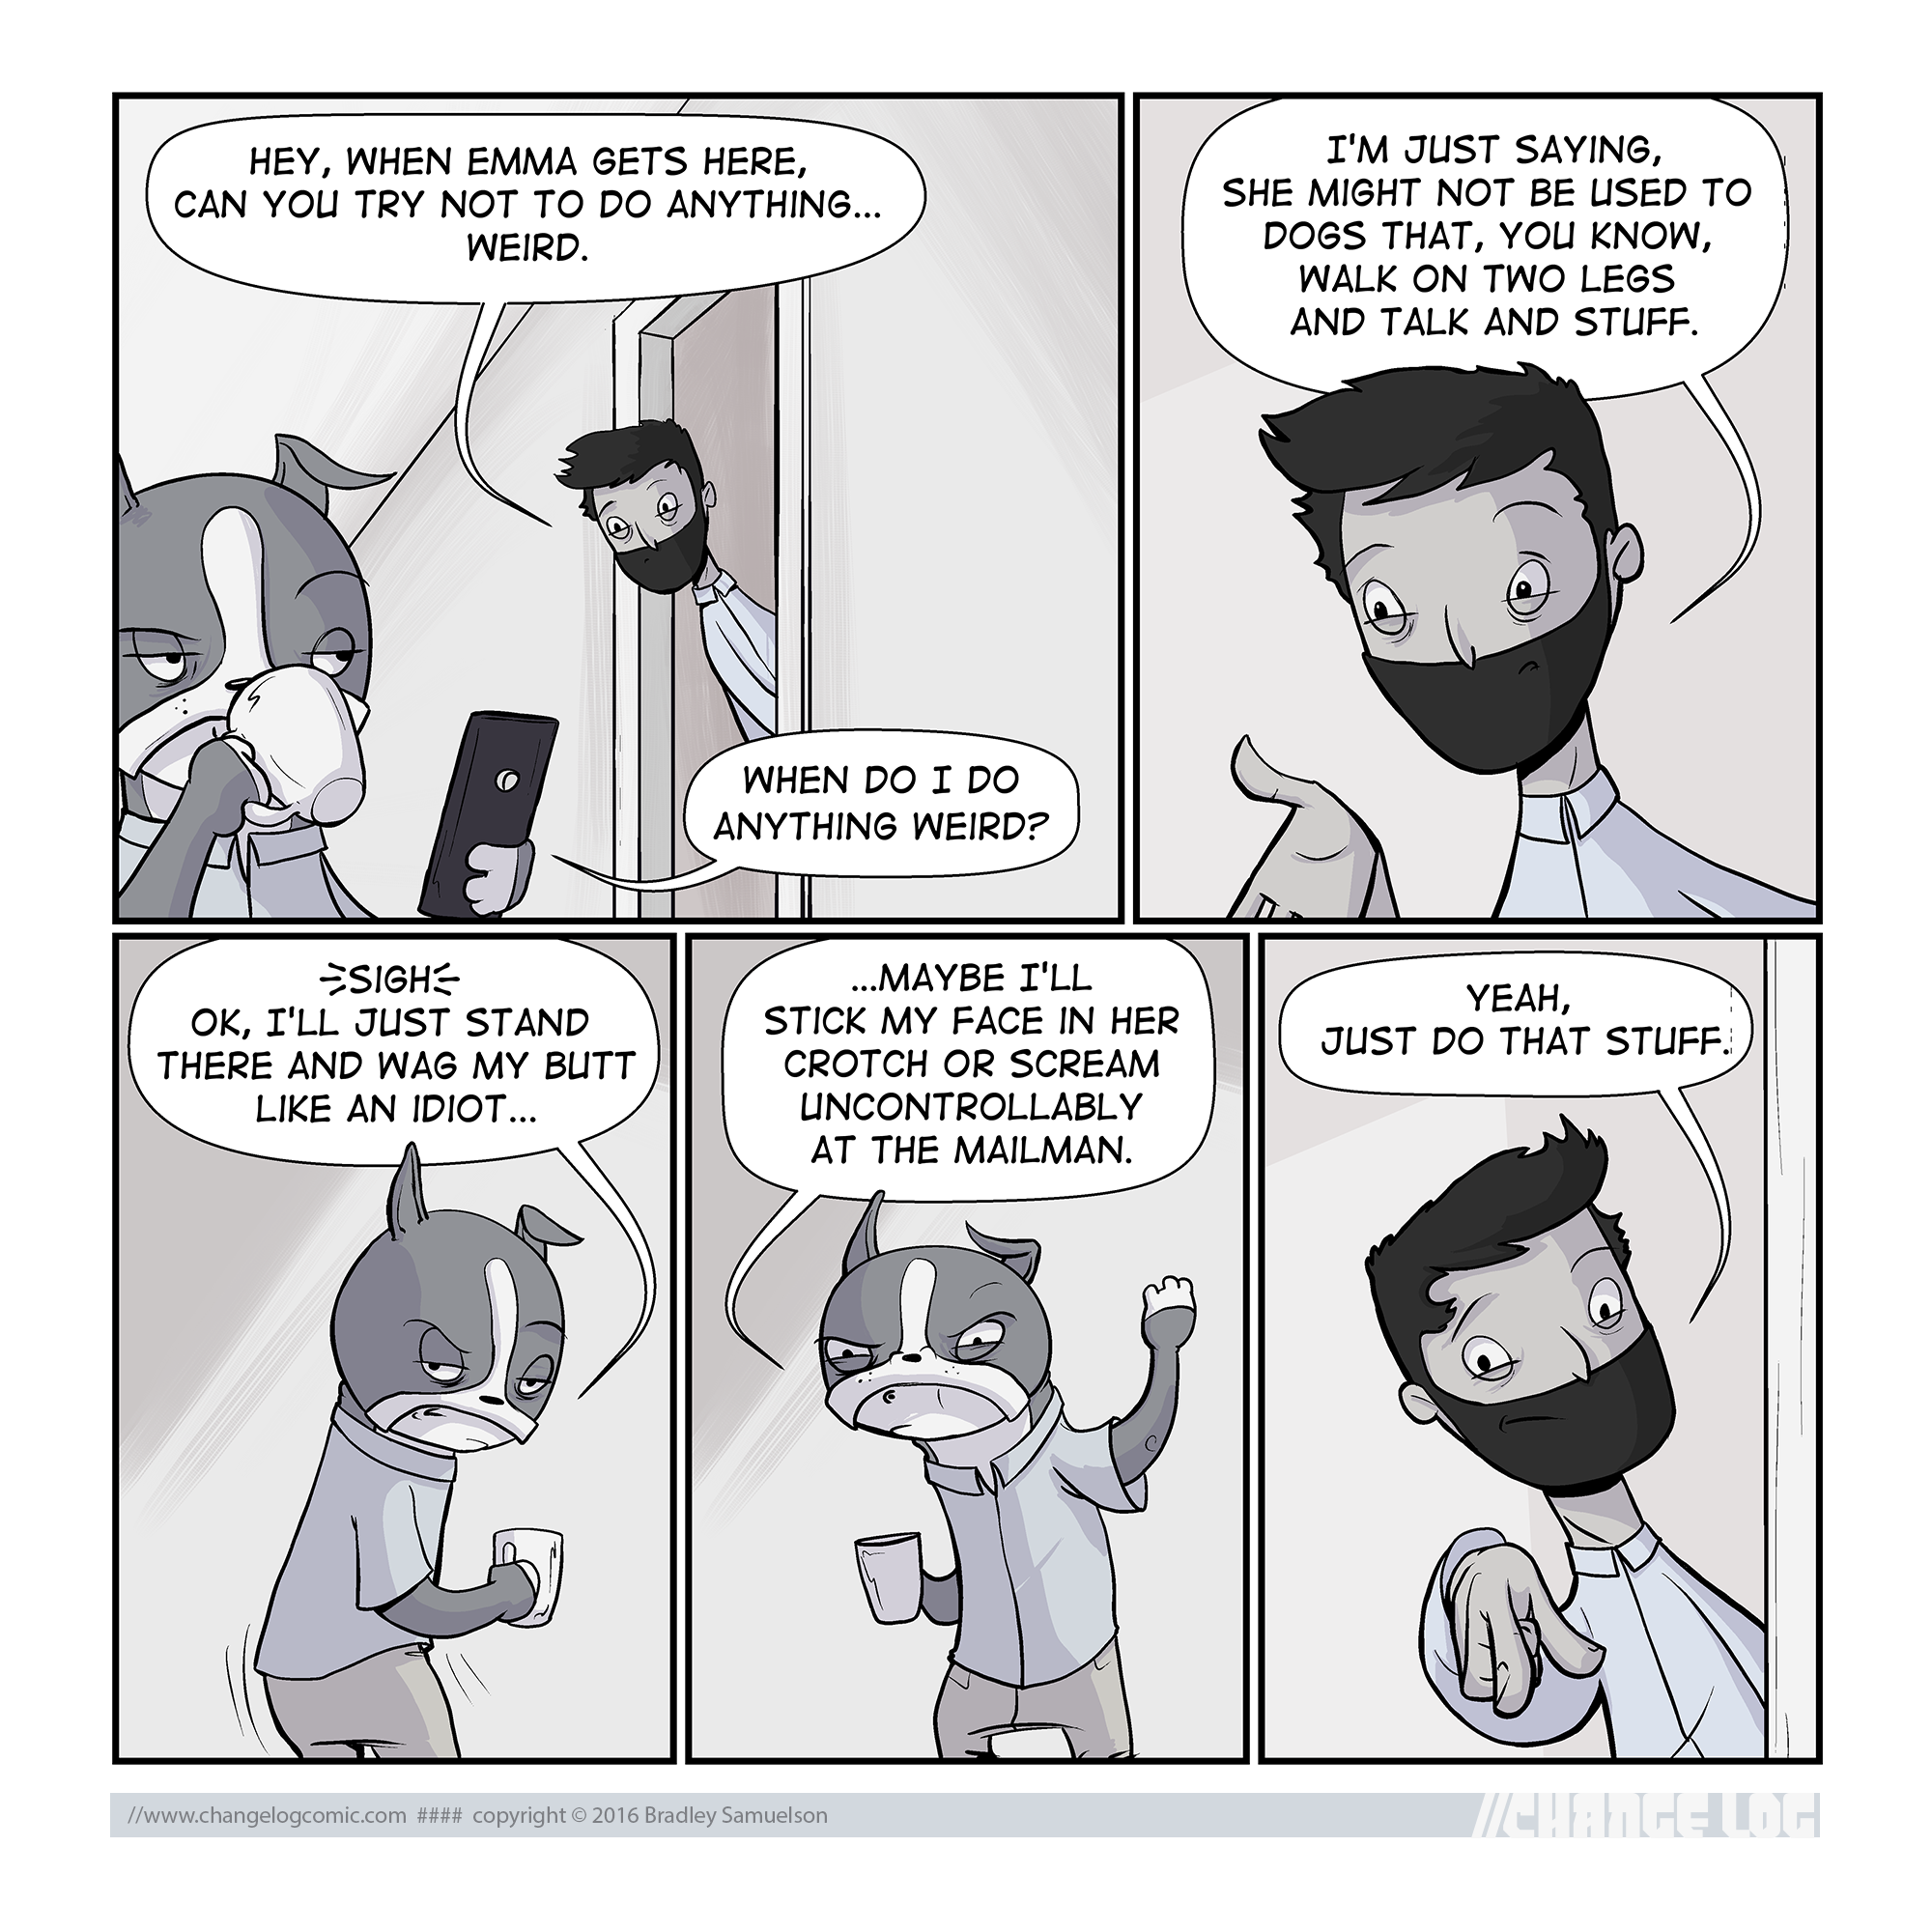 HEY, WHEN EMMA GETS HERE,
CAN YOU TRY NOT TO DO ANYTHING...
WEIRD.
WHEN DO I DO
ANYTHING WEIRD?
I'M JUST SAYING,
SHE MIGHT NOT BE USED TO
DOGS THAT, YOU KNOW,
WALK ON TWO LEGS
AND TALK AND STUFF.
SIGH
OK, I'LL JUST STAND
THERE AND WAG MY BUTT
LIKE AN IDIOT...
...MAYBE I'LL
STICK MY FACE IN HER
CROTCH OR SCREAM
UNCONTROLLABLY
AT THE MAILMAN.
YEAH,
JUST DO THAT STUFF.
//www.changelogcomic.com #### copyright © 2016 Bradley Samuelson
//CHANGE LOG